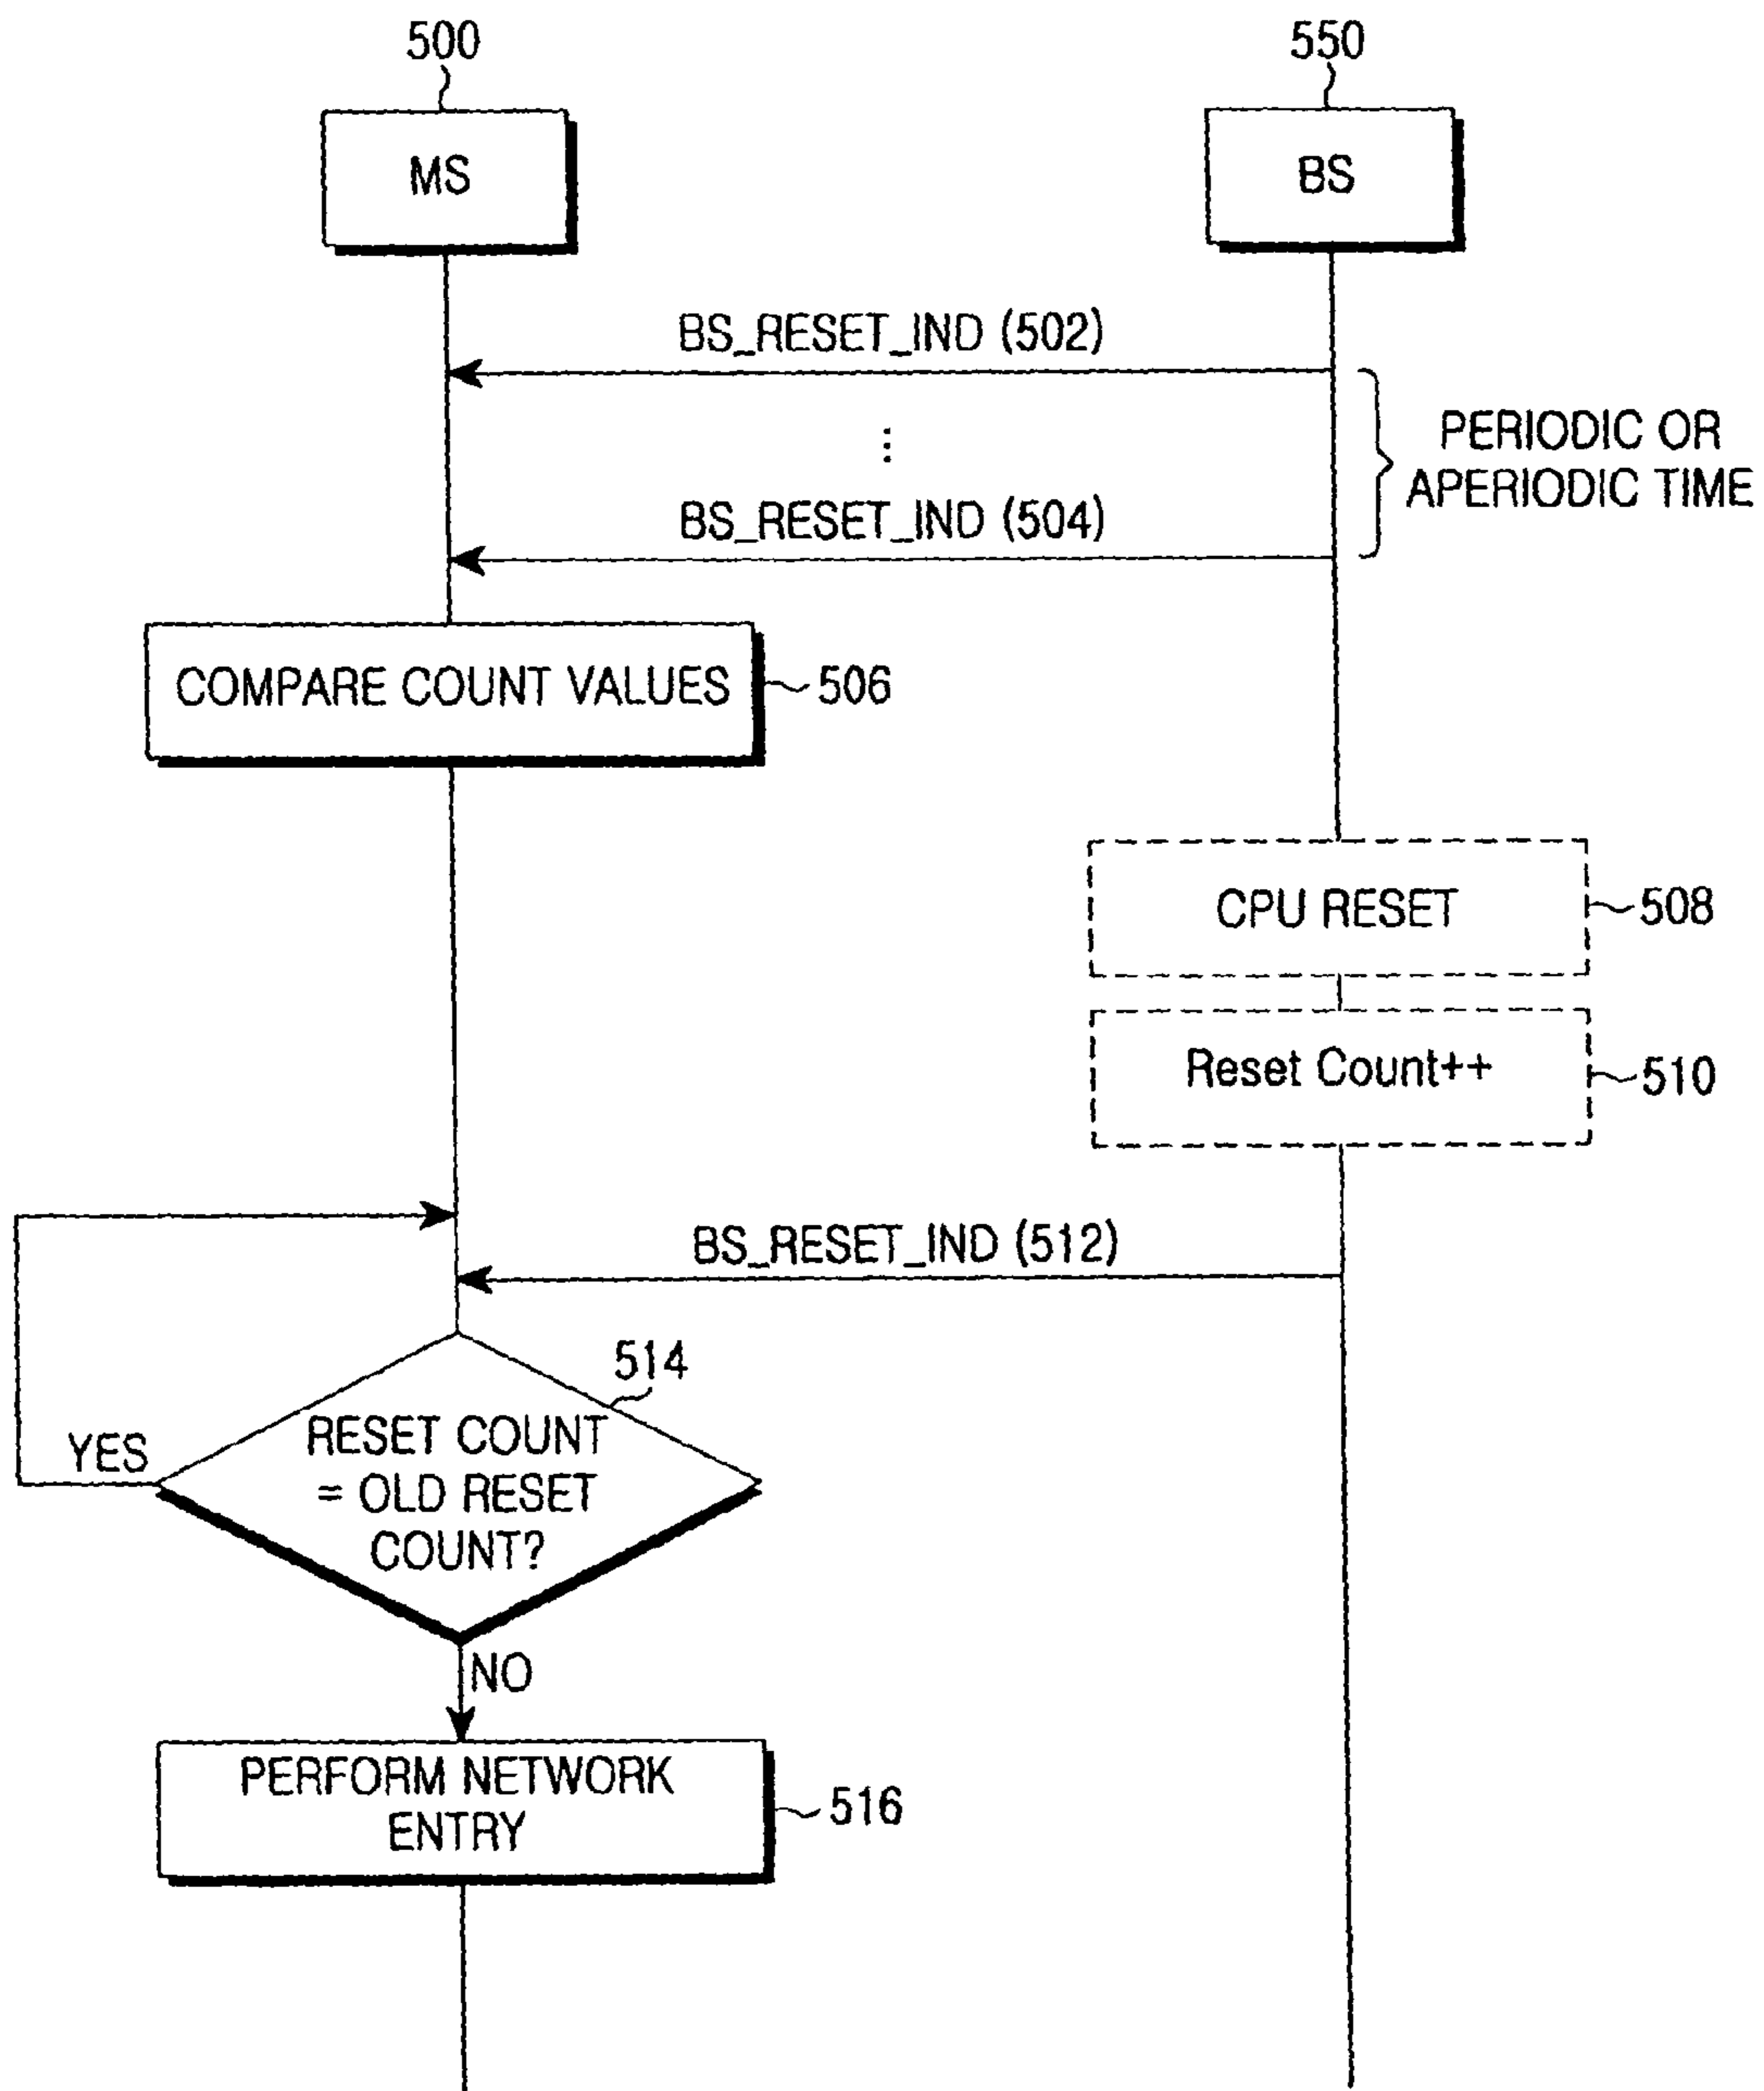 500
550
MS
BS
BS_RESET_IND (502)
PERIODIC OR
APERIODIC TIME
BS_RESET_IND (504)
COMPARE COUNT VALUES
506
CPU RESET
508
Reset Count++
510
BS_RESET_IND (512)
514
YES
RESET COUNT
= OLD RESET
COUNT?
NO
PERFORM NETWORK
ENTRY
516